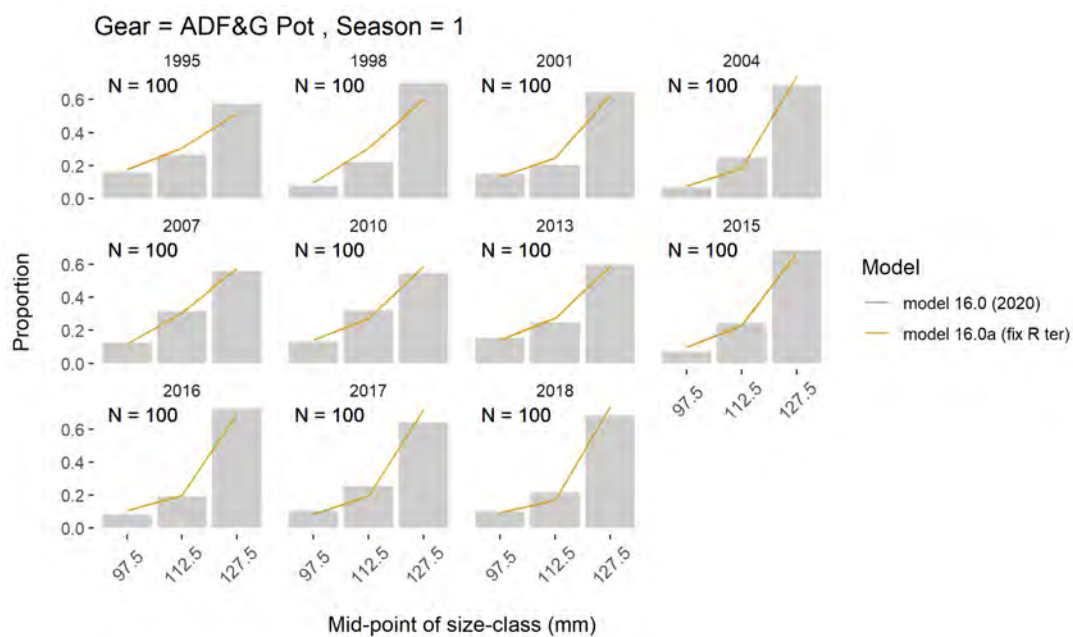 Gear = ADF&G Pot , Season = 1
1995 1998 2001 2004
N = 100 N = 100 N = 100 N = 100
0.6
0.4
0.2
0.0
2007 2010 2013 2015
N = 100 N = 100 N = 100 N = 100
0.6
0.4
0.2
0.0
2016 2017 2018
N = 100 N = 100 N = 100
0.6
0.4
0.2
0.0
97.5 112.5 127.5
97.5 112.5 127.5 97.5 112.5 127.5 97.5 112.5 127.5
Proportion
Mid-point of size-class (mm)
Model
model 16.0 (2020)
model 16.0a (fix R ter)